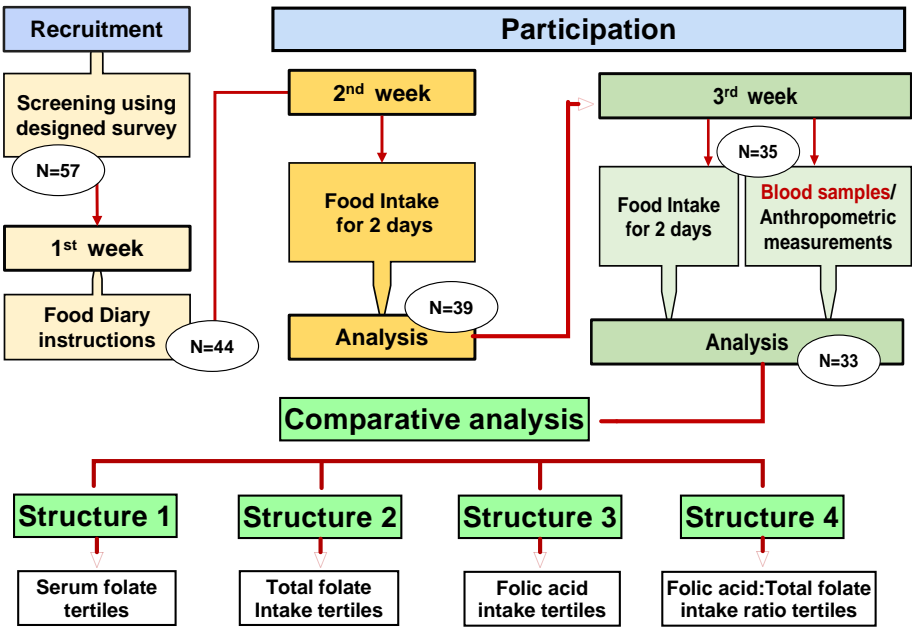 Recruitment
Screening using
designed survey
N=57
1st week
Food Diary
instructions
N=44
Participation
2nd week
Food Intake
for 2 days
N=39
Analysis
3rd week
N=35
Food Intake
for 2 days
Blood samples/
Anthropometric
measurements
Analysis
N=33
Comparative analysis
Structure 1
Structure 2
Structure 3
Structure 4
Serum folate
tertiles
Total folate
Intake tertiles
Folic acid
intake tertiles
Folic acid:Total folate
intake ratio tertiles